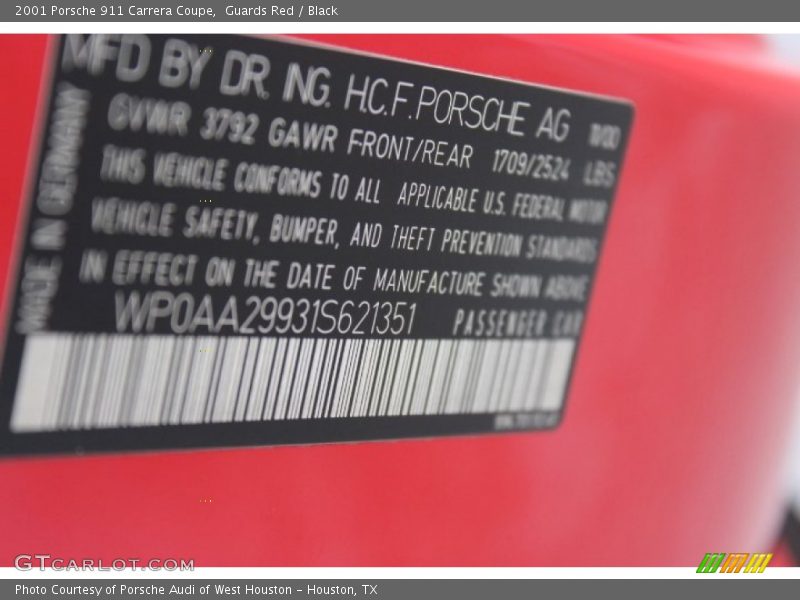 2001 Porsche 911 Carrera Coupe,  Guards Red / Black
MFD BY DR. NG. H.C.F. PORSCHE AG 11/00
GVWR 3792 GAWR FRONT/REAR 1709/2524 LBS
THIS VEHICLE CONFORMS TO ALL APPLICABLE U.S. FEDERAL MOTOR
VEHICLE SAFETY, BUMPER, AND THEFT PREVENTION STANDARDS
IN EFFECT ON THE DATE OF MANUFACTURE SHOWN ABOVE
WP0AA29931S621351 PASSENGER CAR
MADE IN GERMANY
GTCARLOT.COM
Photo Courtesy of Porsche Audi of West Houston – Houston, TX